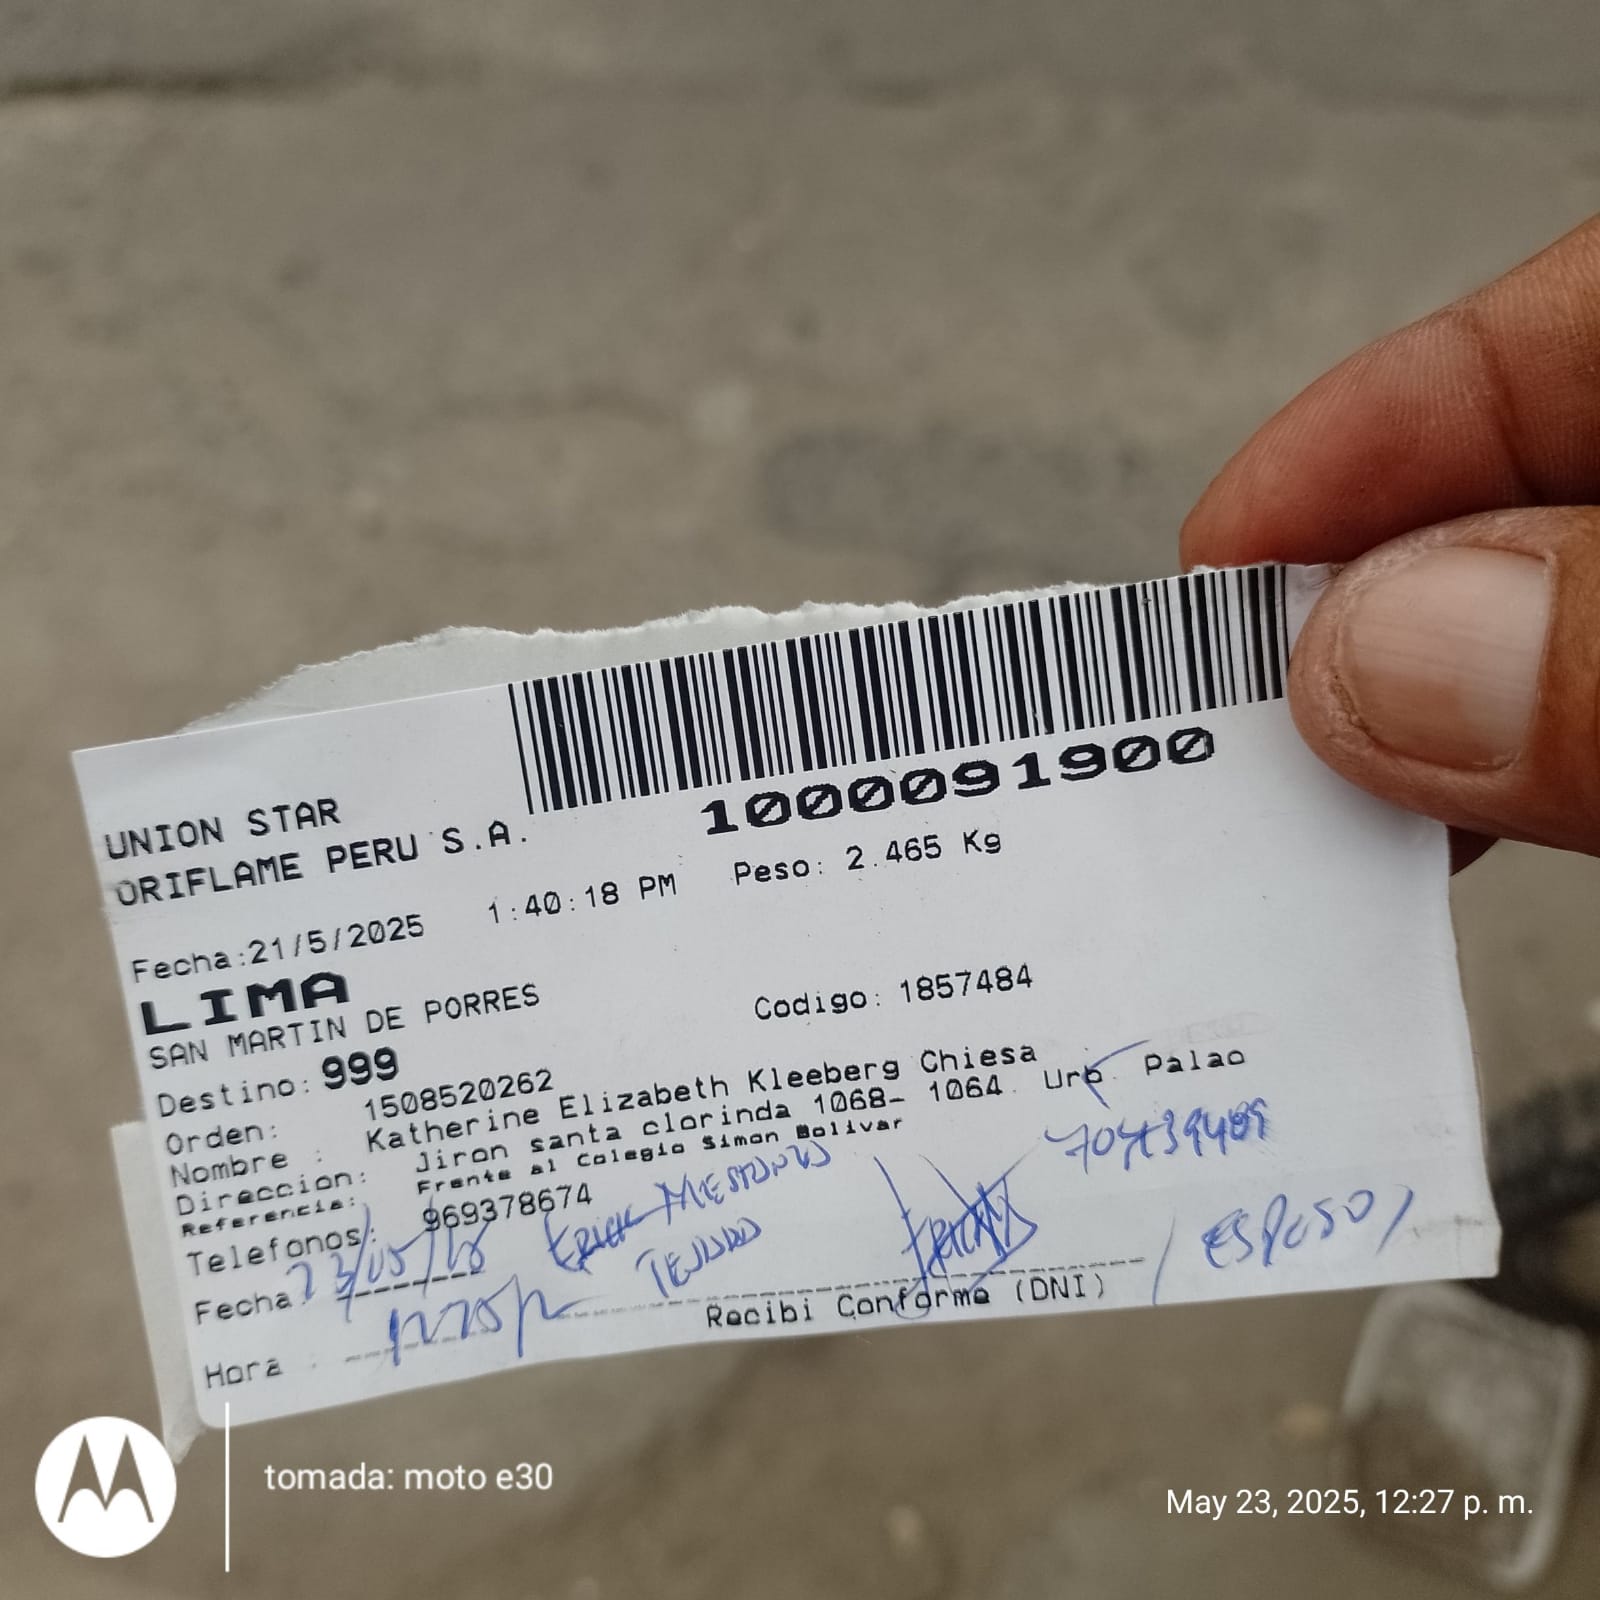 1000091900
UNION STAR
ORIFLAME PERU S.A.
Fecha:21/5/2025 1:40:18 PM Peso: 2.465 Kg
LIMA
SAN MARTIN DE PORRES
Destino: 999 Codigo: 1857484
Orden: 1508520262
Nombre : Katherine Elizabeth Kleeberg Chiesa
Direccion: Jiron santa clorinda 1068- 1064. Urb. Palao
Referencia: Frente al Colegio Simon Bolivar
Telefonos: 969378674
70439489
Fecha: 23/05/25
ESPOSO
Hora :
Recibi Conforme (DNI)
tomada: moto e30
May 23, 2025, 12:27 p. m.